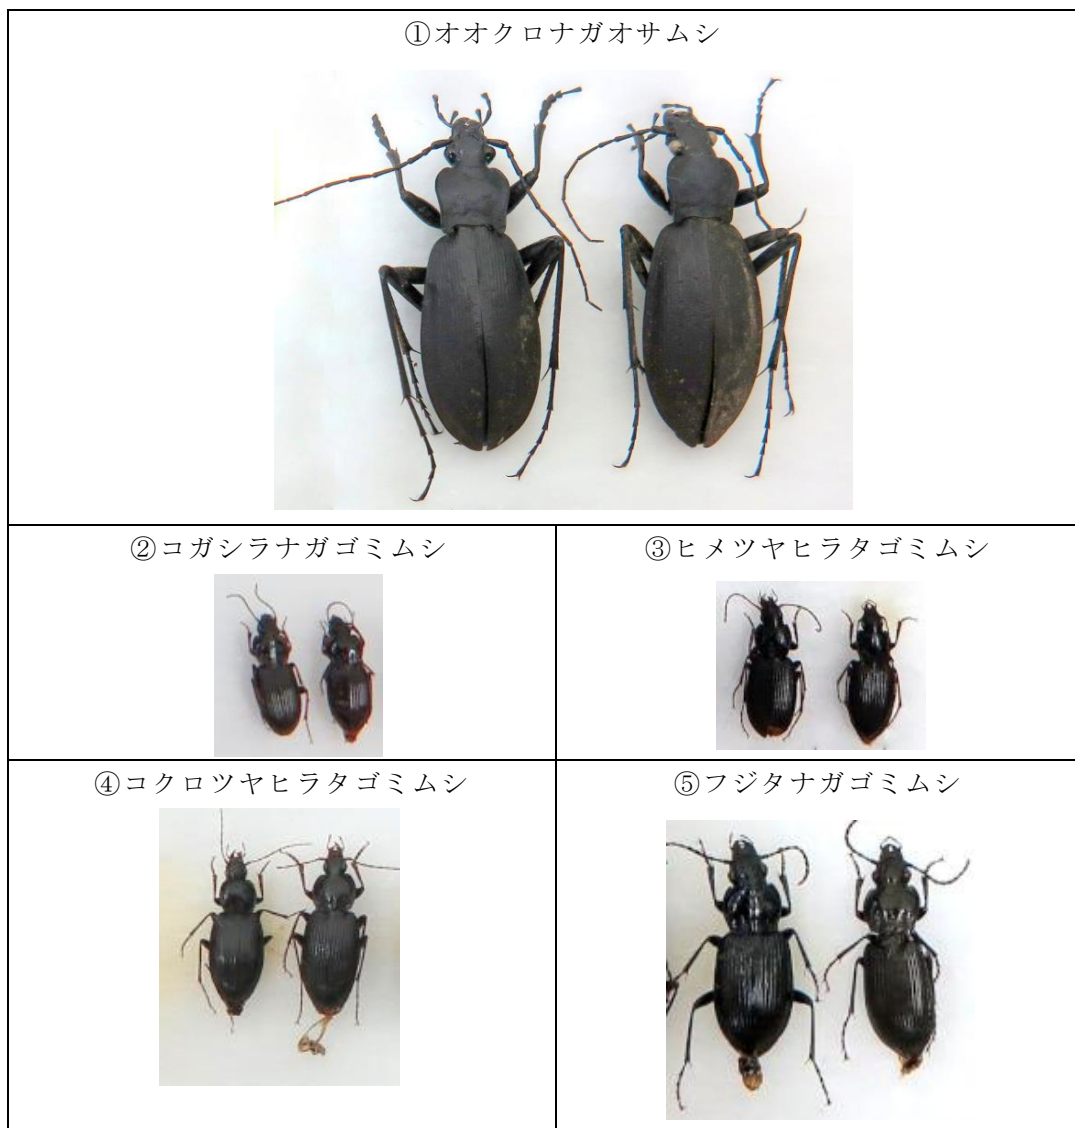 ①オオクロナガオサムシ
②コガシラナガゴミムシ
③ヒメツヤヒラタゴミムシ
④コクロツヤヒラタゴミムシ
⑤フジタナガゴミムシ